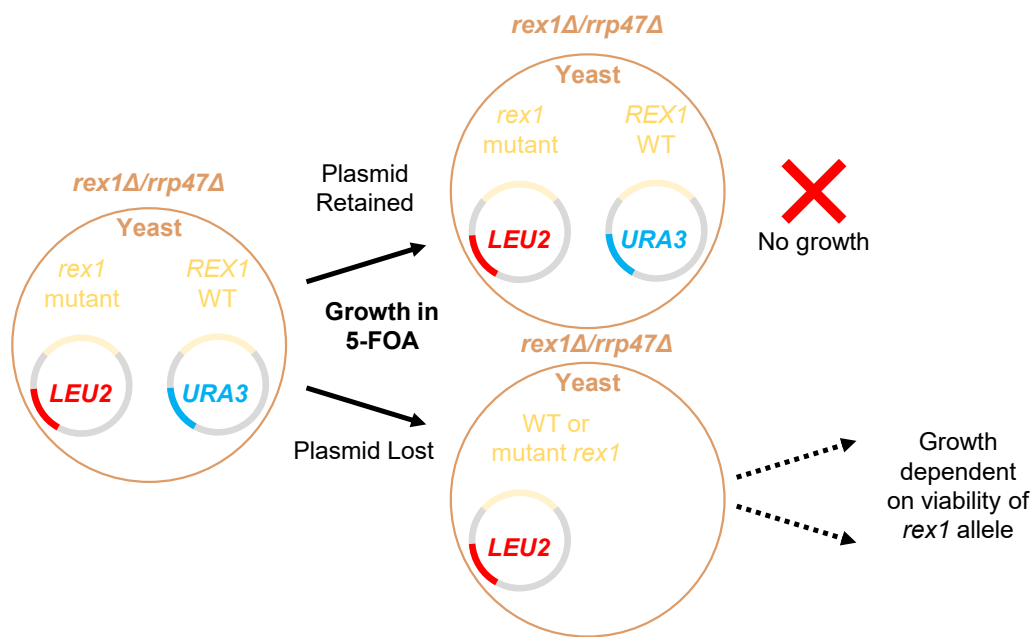 rex1Δ/rrp47Δ
Yeast
rex1
mutant
REX1
WT
LEU2
URA3
Plasmid
Retained
Growth in
5-FOA
Plasmid Lost
rex1Δ/rrp47Δ
Yeast
rex1
mutant
REX1
WT
LEU2
URA3
No growth
rex1Δ/rrp47Δ
Yeast
WT or
mutant rex1
LEU2
Growth
dependent
on viability of
rex1 allele